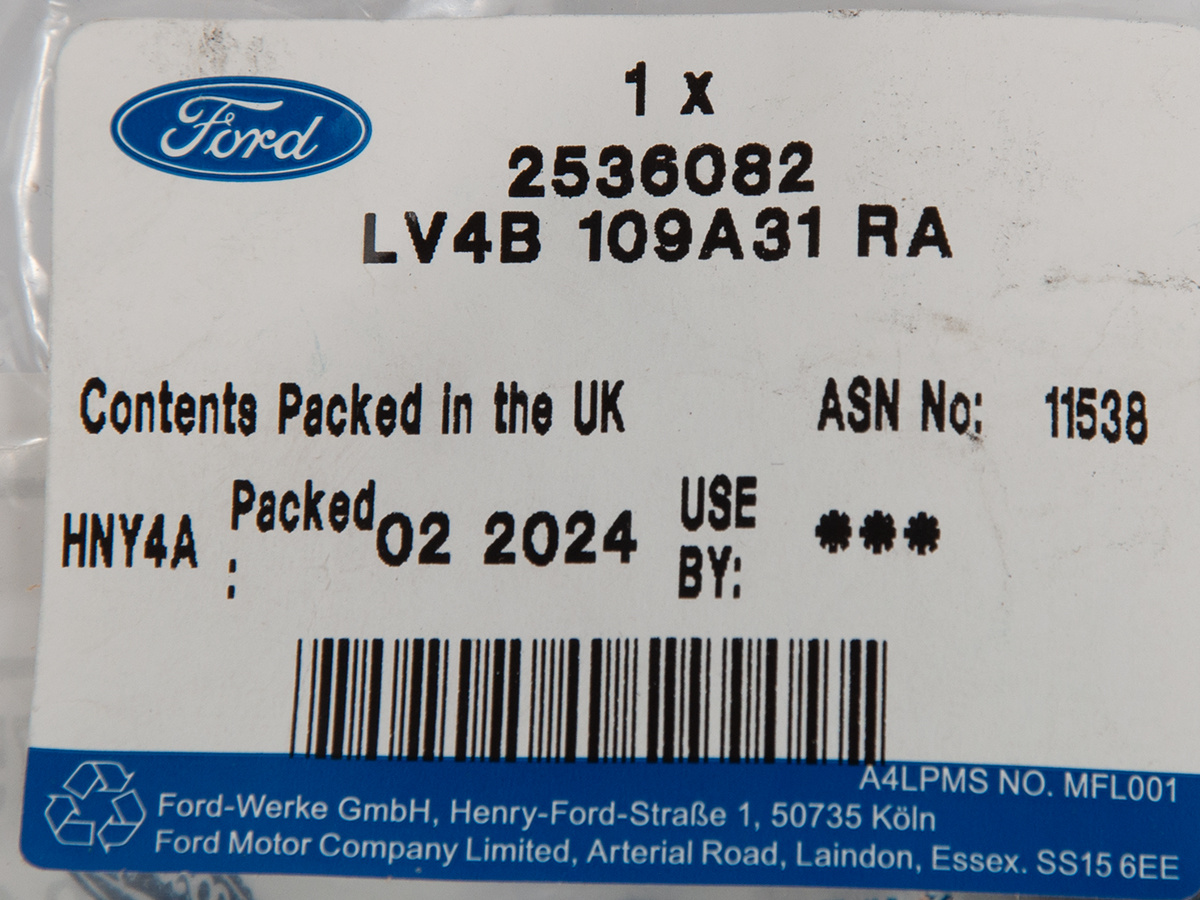 Ford
1 x
2536082
LV4B 109A31 RA
Contents Packed in the UK ASN No: 11538
HNY4A Packed : 02 2024 USE BY: ***
A4LPMS NO. MFL001
Ford-Werke GmbH, Henry-Ford-Straße 1, 50735 Köln
Ford Motor Company Limited, Arterial Road, Laindon, Essex. SS15 6EE